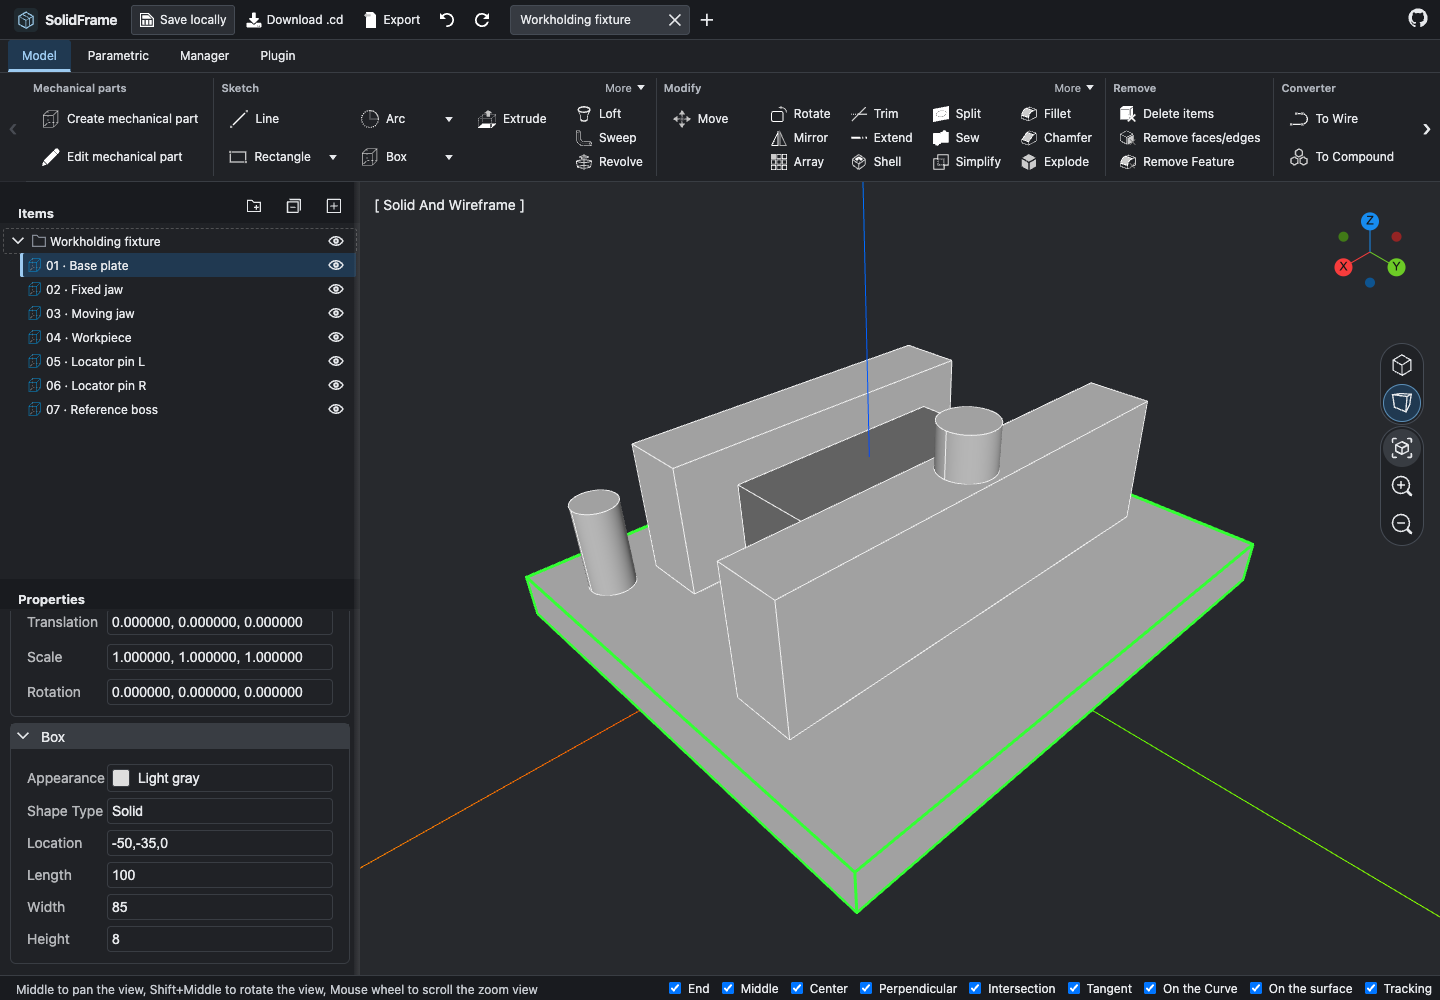 SolidFrame
Save locally
Download .cd
Export
Workholding fixture
Model
Parametric
Manager
Plugin
Mechanical parts
Create mechanical part
Edit mechanical part
Sketch
More
Line
Arc
Extrude
Rectangle
Box
Loft
Sweep
Revolve
Modify
More
Move
Rotate
Mirror
Array
Trim
Extend
Shell
Split
Sew
Simplify
Fillet
Chamfer
Explode
Remove
Delete items
Remove faces/edges
Remove Feature
Converter
To Wire
To Compound
Items
Workholding fixture
01 · Base plate
02 · Fixed jaw
03 · Moving jaw
04 · Workpiece
05 · Locator pin L
06 · Locator pin R
07 · Reference boss
Properties
Translation 0.000000, 0.000000, 0.000000
Scale 1.000000, 1.000000, 1.000000
Rotation 0.000000, 0.000000, 0.000000
Box
Appearance Light gray
Shape Type Solid
Location -50,-35,0
Length 100
Width 85
Height 8
[ Solid And Wireframe ]
Z
X
Y
Middle to pan the view, Shift+Middle to rotate the view, Mouse wheel to scroll the zoom view
End
Middle
Center
Perpendicular
Intersection
Tangent
On the Curve
On the surface
Tracking